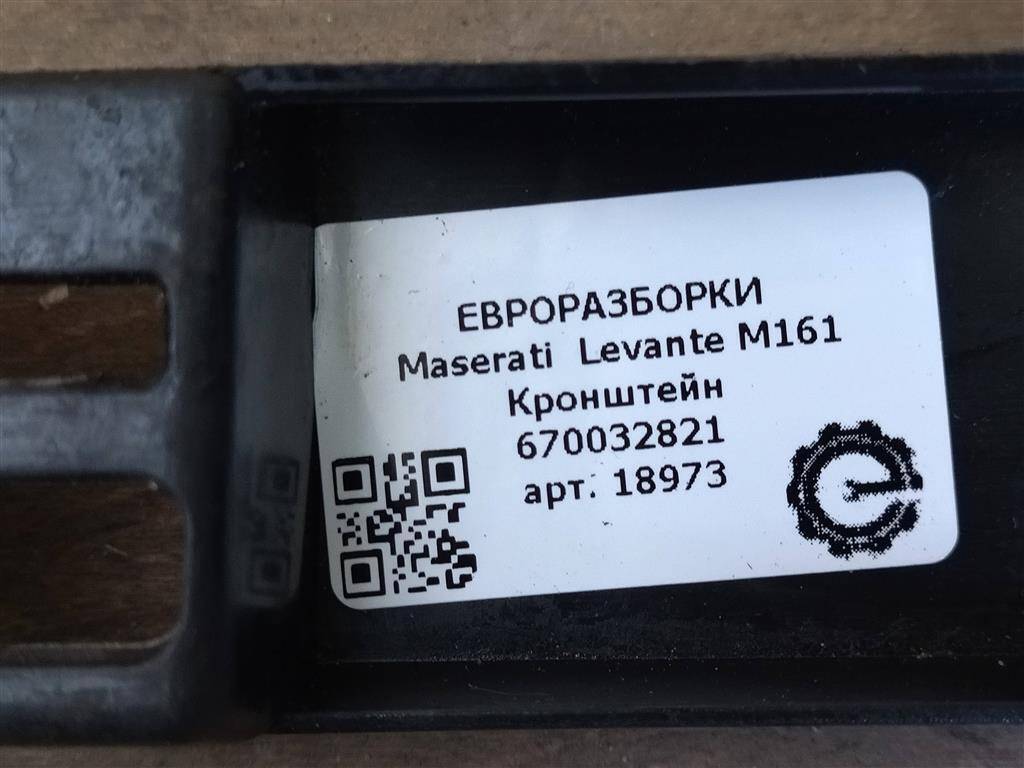 ЕВРОРАЗБОРКИ
Maserati Levante M161
Кронштейн
670032821
арт. 18973